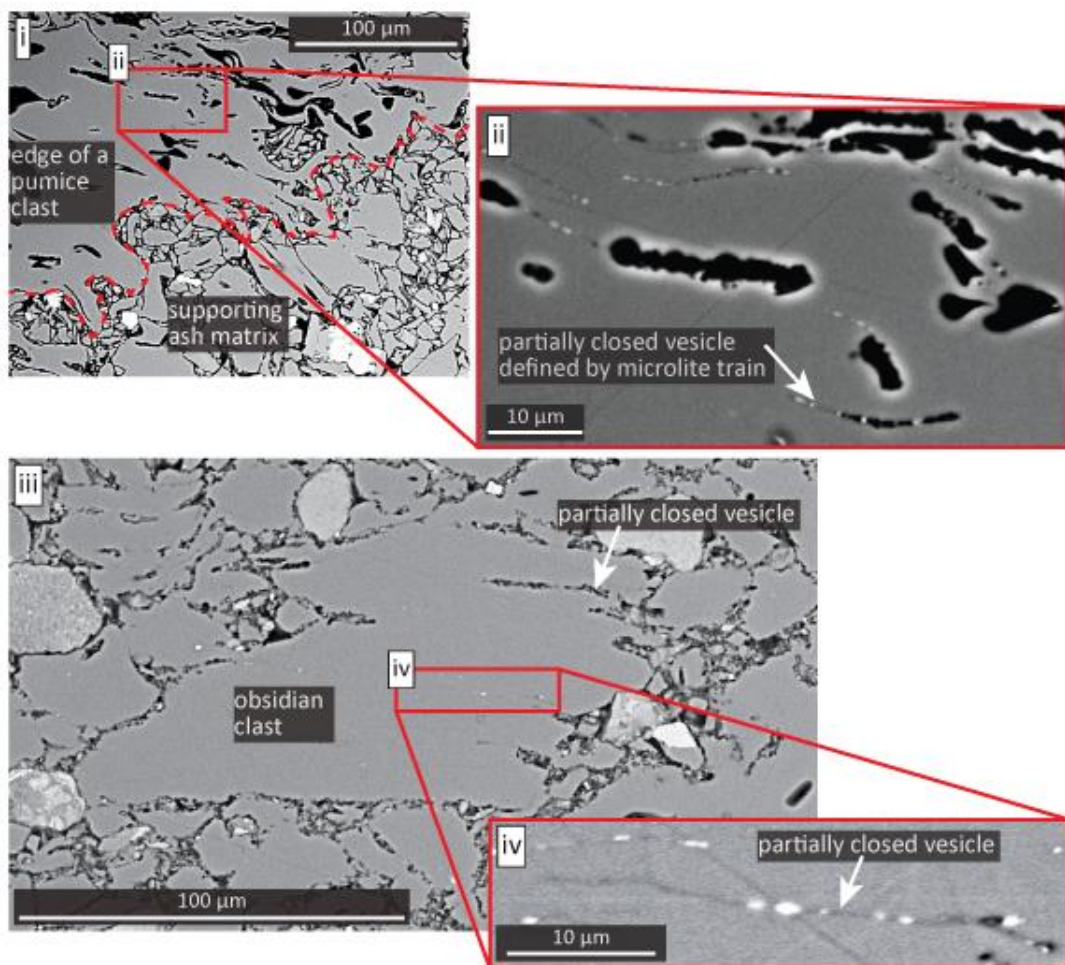 i
100 µm
ii
edge of a
pumice
clast
supporting
ash matrix
ii
partially closed vesicle
defined by microlite train
10 µm
iii
partially closed vesicle
iv
obsidian
clast
100 µm
iv
partially closed vesicle
10 µm